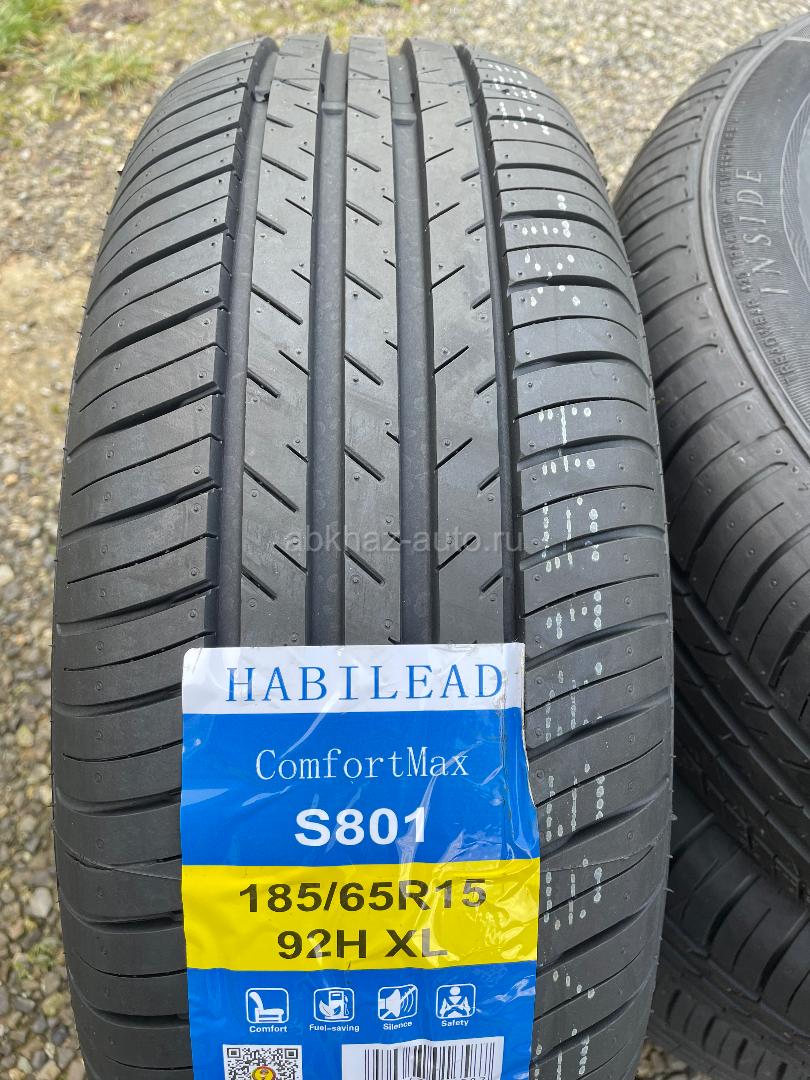 INSIDE
abkhaz-auto.ru
HABILEAD
ComfortMax
S801
185/65R15
92H XL
Comfort
Fuel-saving
Silence
Safety